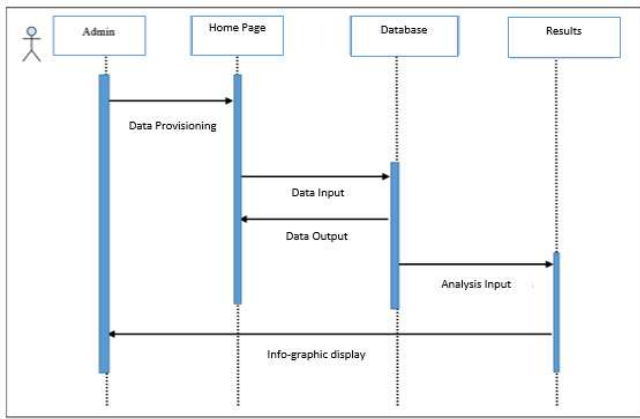 Admin
Home Page
Database
Results
Data Provisioning
Data Input
Data Output
Analysis Input
Info-graphic display